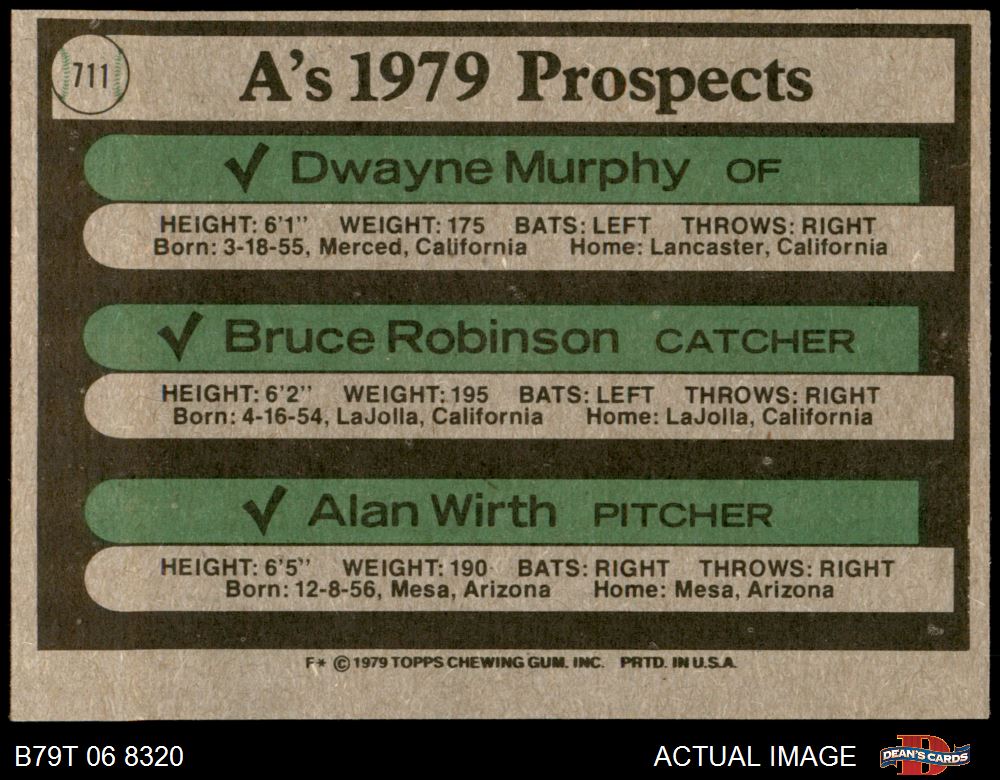 711
A's 1979 Prospects
✓ Dwayne Murphy OF
HEIGHT: 6'1" WEIGHT: 175 BATS: LEFT THROWS: RIGHT
Born: 3-18-55, Merced, California Home: Lancaster, California
✓ Bruce Robinson CATCHER
HEIGHT: 6'2" WEIGHT: 195 BATS: LEFT THROWS: RIGHT
Born: 4-16-54, LaJolla, California Home: LaJolla, California
✓ Alan Wirth PITCHER
HEIGHT: 6'5" WEIGHT: 190 BATS: RIGHT THROWS: RIGHT
Born: 12-8-56, Mesa, Arizona Home: Mesa, Arizona
F* © 1979 TOPPS CHEWING GUM. INC. PRTD. IN U.S.A.
B79T 06 8320
ACTUAL IMAGE
D
DEAN'S CARDS